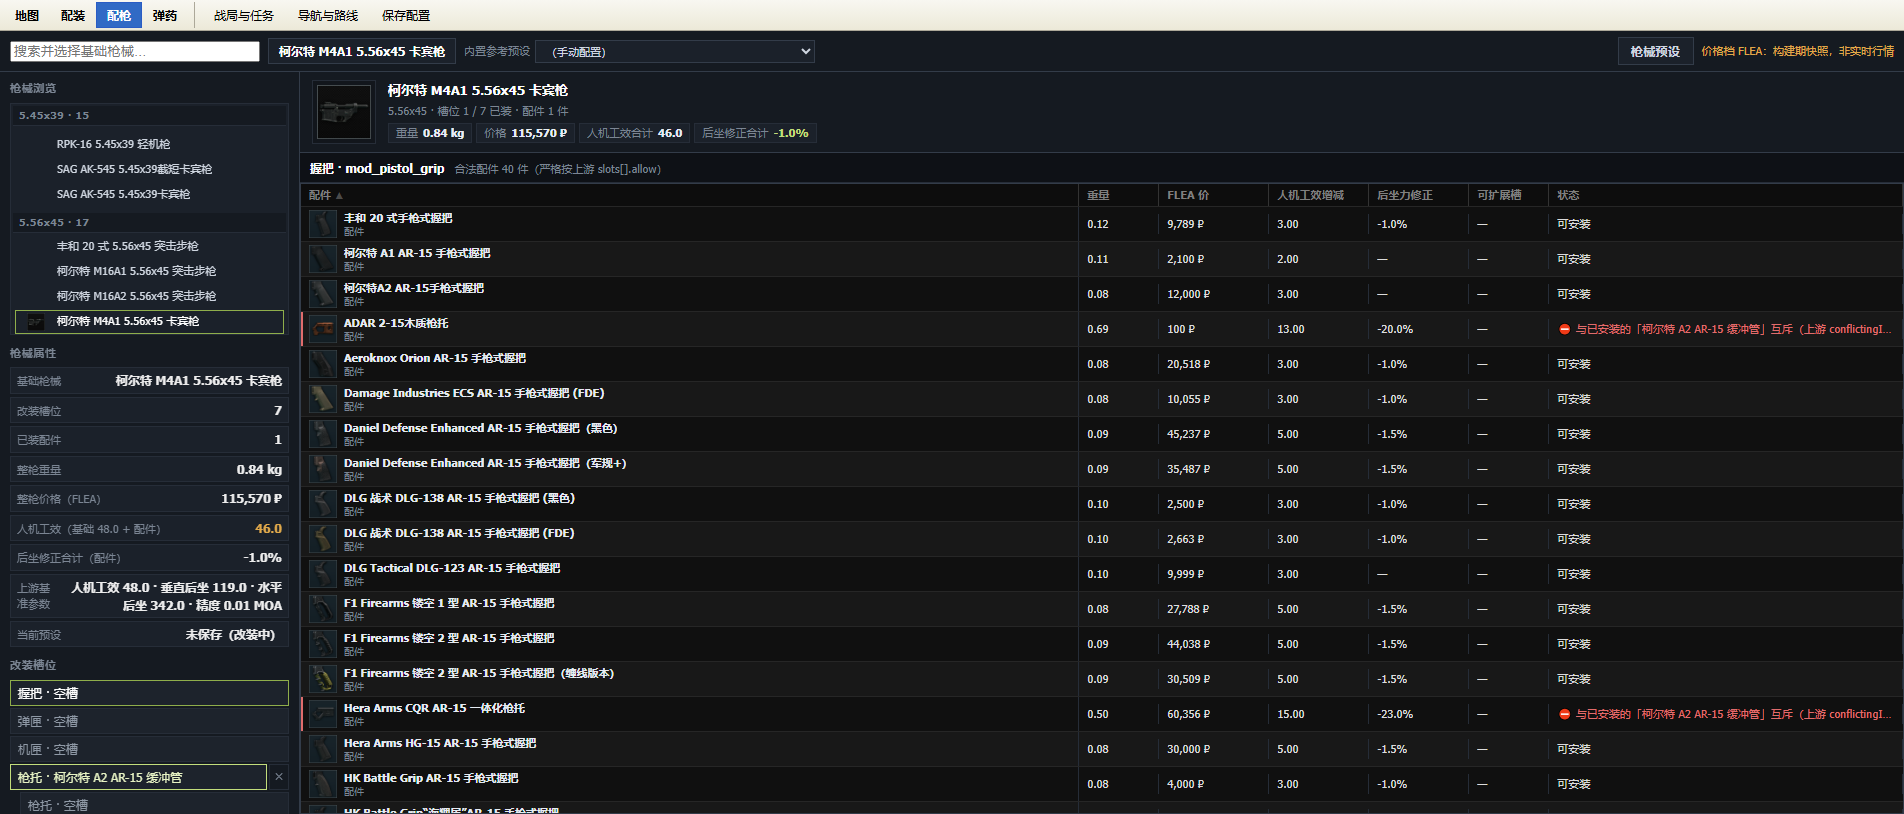 地图 配装 配枪 弹药 战局与任务 导航与路线 保存配置
搜索并选择基础枪械... 柯尔特 M4A1 5.56x45 卡宾枪 内置参考预设 (手动配置) 枪械预设 价格档 FLEA：构建期快照，非实时行情
枪械浏览
5.45x39 · 15
RPK-16 5.45x39 轻机枪
SAG AK-545 5.45x39截短卡宾枪
SAG AK-545 5.45x39卡宾枪
5.56x45 · 17
丰和 20 式 5.56x45 突击步枪
柯尔特 M16A1 5.56x45 突击步枪
柯尔特 M16A2 5.56x45 突击步枪
柯尔特 M4A1 5.56x45 卡宾枪
枪械属性
基础枪械 柯尔特 M4A1 5.56x45 卡宾枪
改装槽位 7
已装配件 1
整枪重量 0.84 kg
整枪价格（FLEA） 115,570 ₽
人机工效（基础 48.0 + 配件） 46.0
后坐修正合计（配件） -1.0%
上游基准参数 人机工效 48.0 · 垂直后坐 119.0 · 水平
后坐 342.0 · 精度 0.01 MOA
当前预设 未保存（改装中）
改装槽位
握把 · 空槽
弹匣 · 空槽
机匣 · 空槽
枪托 · 柯尔特 A2 AR-15 缓冲管 ×
枪托 · 空槽
柯尔特 M4A1 5.56x45 卡宾枪
5.56x45 · 槽位 1 / 7 已装 · 配件 1 件
重量 0.84 kg 价格 115,570 ₽ 人机工效合计 46.0 后坐修正合计 -1.0%
握把 · mod_pistol_grip 合法配件 40 件（严格按上游 slots[].allow）
配件 ▲ 重量 FLEA 价 人机工效增减 后坐力修正 可扩展槽 状态
丰和 20 式手枪式握把
配件 0.12 9,789 ₽ 3.00 -1.0% — 可安装
柯尔特 A1 AR-15 手枪式握把
配件 0.11 2,100 ₽ 2.00 — — 可安装
柯尔特A2 AR-15手枪式握把
配件 0.08 12,000 ₽ 3.00 — — 可安装
ADAR 2-15木质枪托
配件 0.69 100 ₽ 13.00 -20.0% — ⛔ 与已安装的「柯尔特 A2 AR-15 缓冲管」互斥（上游 conflictingI...
Aeroknox Orion AR-15 手枪式握把
配件 0.08 20,518 ₽ 3.00 -1.0% — 可安装
Damage Industries ECS AR-15 手枪式握把 (FDE)
配件 0.08 10,055 ₽ 3.00 -1.0% — 可安装
Daniel Defense Enhanced AR-15 手枪式握把（黑色）
配件 0.09 45,237 ₽ 5.00 -1.5% — 可安装
Daniel Defense Enhanced AR-15 手枪式握把（军规+）
配件 0.09 35,487 ₽ 5.00 -1.5% — 可安装
DLG 战术 DLG-138 AR-15 手枪式握把 (黑色)
配件 0.10 2,500 ₽ 3.00 -1.0% — 可安装
DLG 战术 DLG-138 AR-15 手枪式握把 (FDE)
配件 0.10 2,663 ₽ 3.00 -1.0% — 可安装
DLG Tactical DLG-123 AR-15 手枪式握把
配件 0.10 9,999 ₽ 3.00 — — 可安装
F1 Firearms 镂空 1 型 AR-15 手枪式握把
配件 0.08 27,788 ₽ 5.00 -1.5% — 可安装
F1 Firearms 镂空 2 型 AR-15 手枪式握把
配件 0.09 44,038 ₽ 5.00 -1.5% — 可安装
F1 Firearms 镂空 2 型 AR-15 手枪式握把（缠线版本）
配件 0.09 30,509 ₽ 5.00 -1.5% — 可安装
Hera Arms CQR AR-15 一体化枪托
配件 0.50 60,356 ₽ 15.00 -23.0% — ⛔ 与已安装的「柯尔特 A2 AR-15 缓冲管」互斥（上游 conflictingI...
Hera Arms HG-15 AR-15 手枪式握把
配件 0.08 30,000 ₽ 5.00 -1.5% — 可安装
HK Battle Grip AR-15 手枪式握把
配件 0.08 4,000 ₽ 3.00 -1.0% — 可安装